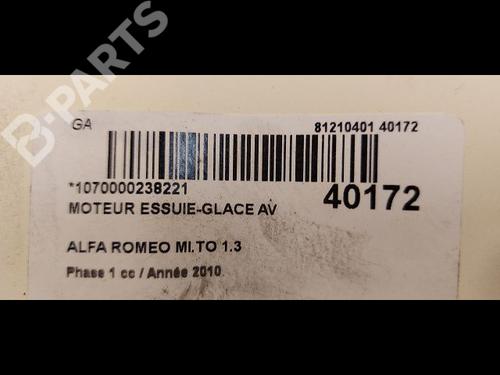 B-PARTS
GA
81210401 40172
*1070000238221
40172
MOTEUR ESSUIE-GLACE AV
ALFA ROMEO MI.TO 1.3
Phase 1 cc / Année 2010